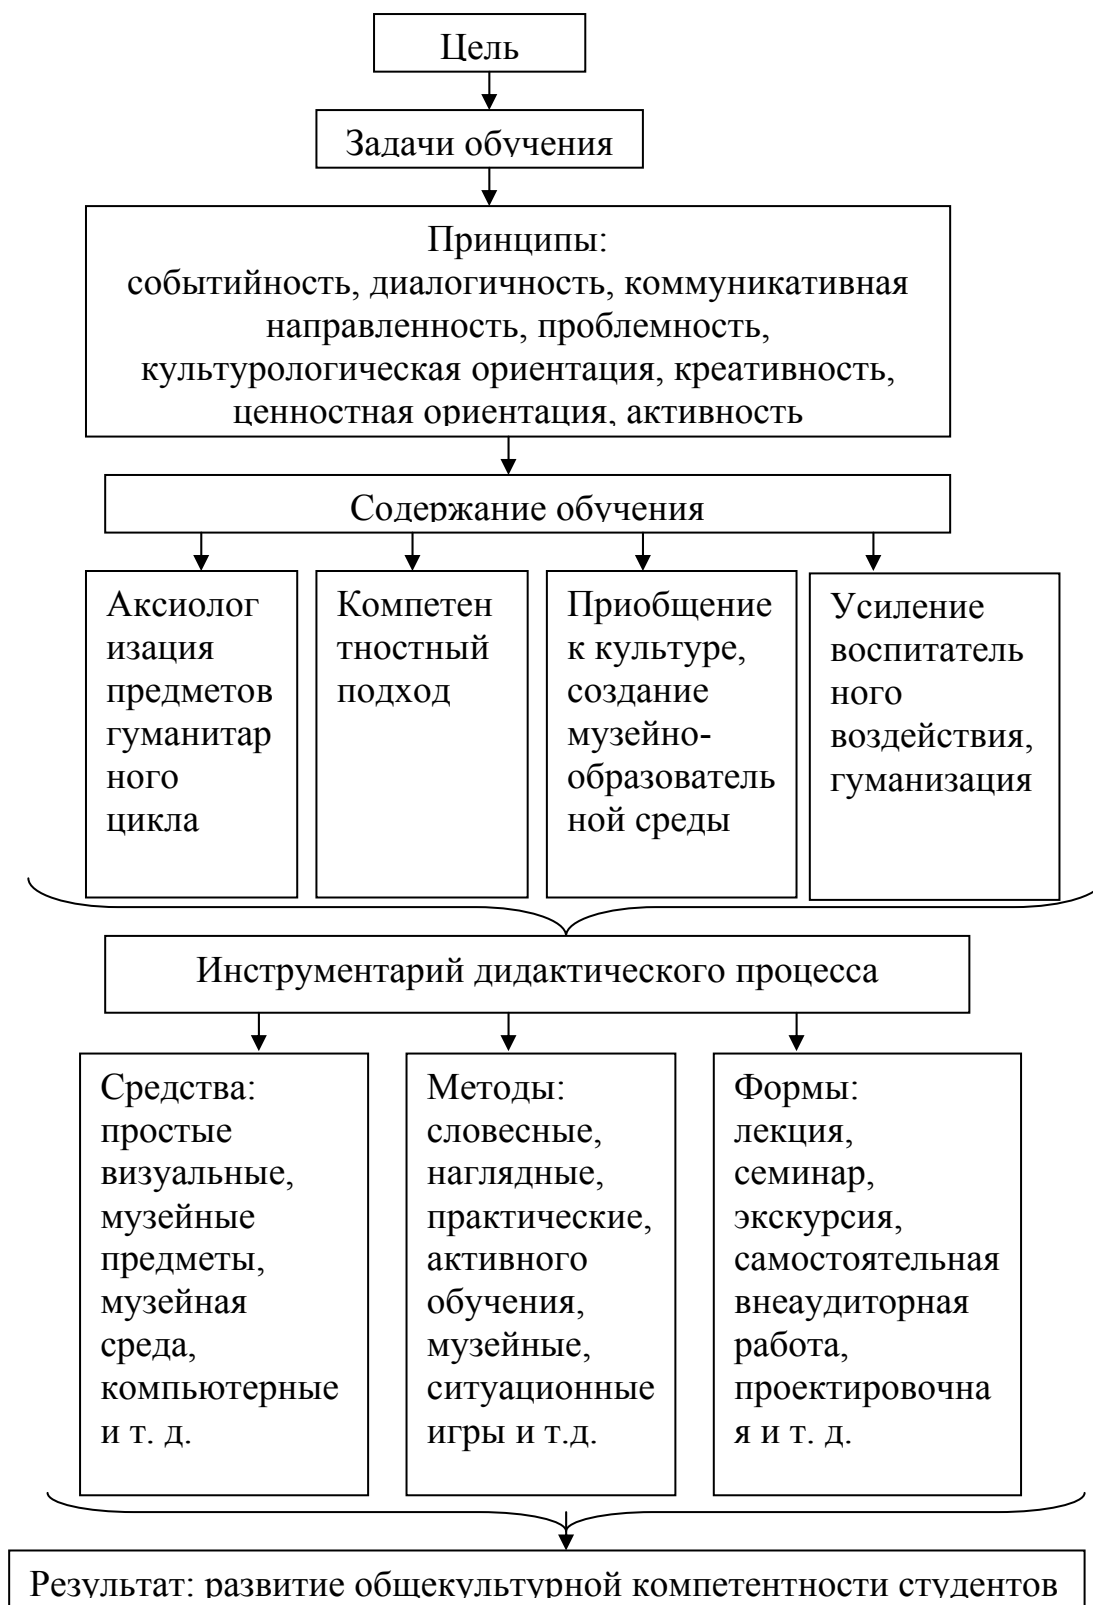 Цель
Задачи обучения
Принципы:
событийность, диалогичность, коммуникативная
направленность, проблемность,
культурологическая ориентация, креативность,
ценностная ориентация, активность
Содержание обучения
Аксиолог
изация
предметов
гуманитар
ного
цикла
Компетен
тностный
подход
Приобщение
к культуре,
создание
музейно-
образователь
ной среды
Усиление
воспитатель
ного
воздействия,
гуманизация
Инструментарий дидактического процесса
Средства:
простые
визуальные,
музейные
предметы,
музейная
среда,
компьютерные
и т. д.
Методы:
словесные,
наглядные,
практические,
активного
обучения,
музейные,
ситуационные
игры и т.д.
Формы:
лекция,
семинар,
экскурсия,
самостоятельная
внеаудиторная
работа,
проектировочна
я и т. д.
Результат: развитие общекультурной компетентности студентов